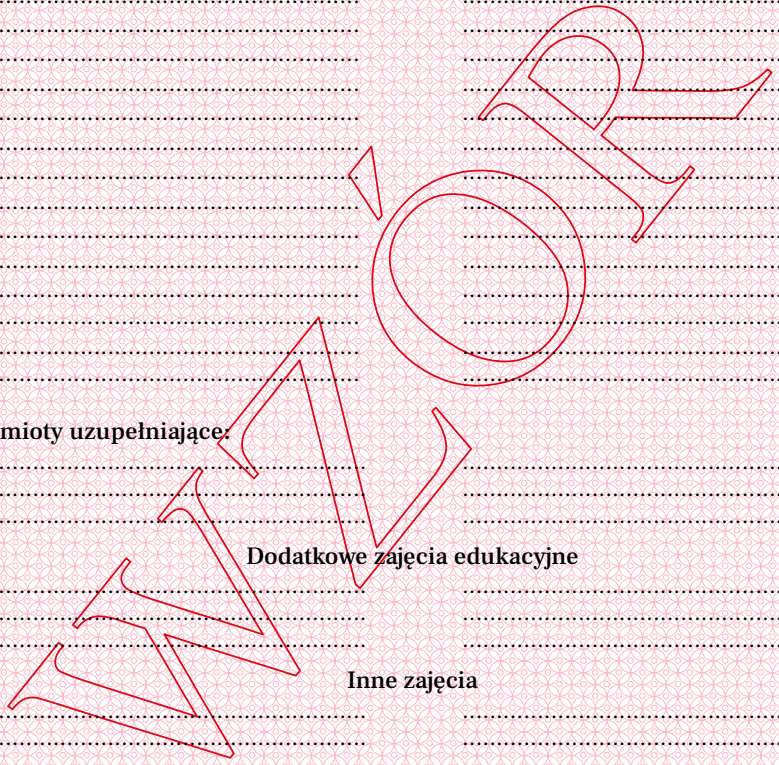 WZÓR
mioty uzupełniające:
Dodatkowe zajęcia edukacyjne
Inne zajęcia